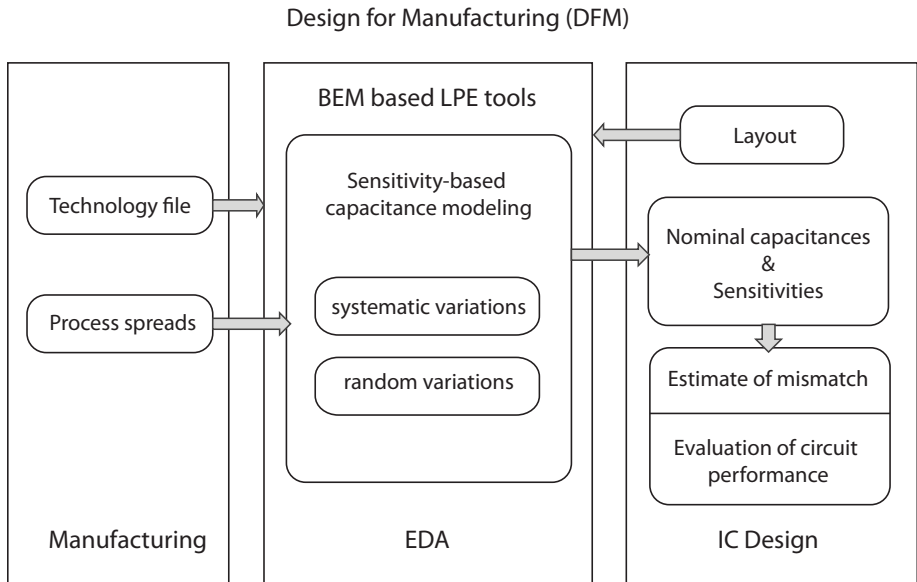 Design for Manufacturing (DFM)
Technology file
Process spreads
Manufacturing
BEM based LPE tools
Sensitivity-based
capacitance modeling
systematic variations
random variations
EDA
Layout
Nominal capacitances
&
Sensitivities
Estimate of mismatch
Evaluation of circuit
performance
IC Design